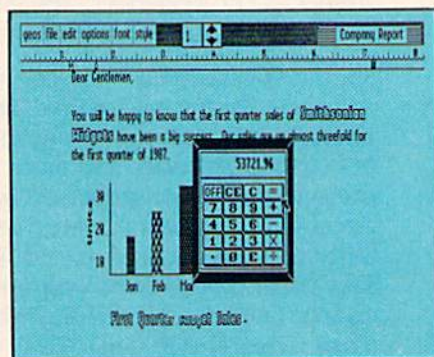 geos file edit options font style 1 Company Report
Dear Gentlemen,
You will be happy to know that the first quarter sales of Smithsonian
Widgets have been a big success. Our sales are up almost threefold for
the first quarter of 1987.
53721.96
OFF CE C =
7 8 9 +
4 5 6 -
1 2 3 X
. 0 E ÷
30
20
10
Units
Jan Feb Mar
First Quarter Sales.